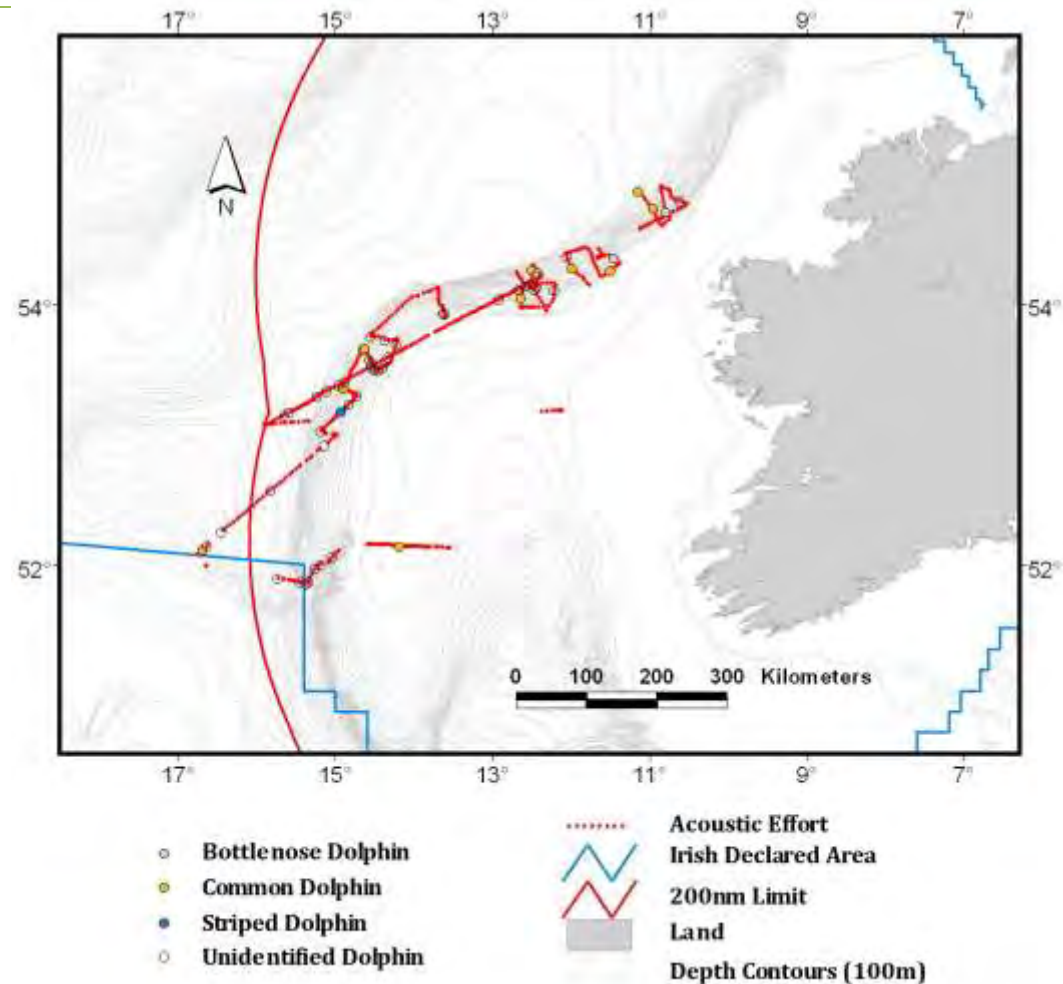 17° 15° 13° 11° 9° 7°
N
54° 54°
52° 52°
0 100 200 300 Kilometers
17° 15° 13° 11° 9° 7°
Bottlenose Dolphin
Common Dolphin
Striped Dolphin
Unidentified Dolphin
Acoustic Effort
Irish Declared Area
200nm Limit
Land
Depth Contours (100m)